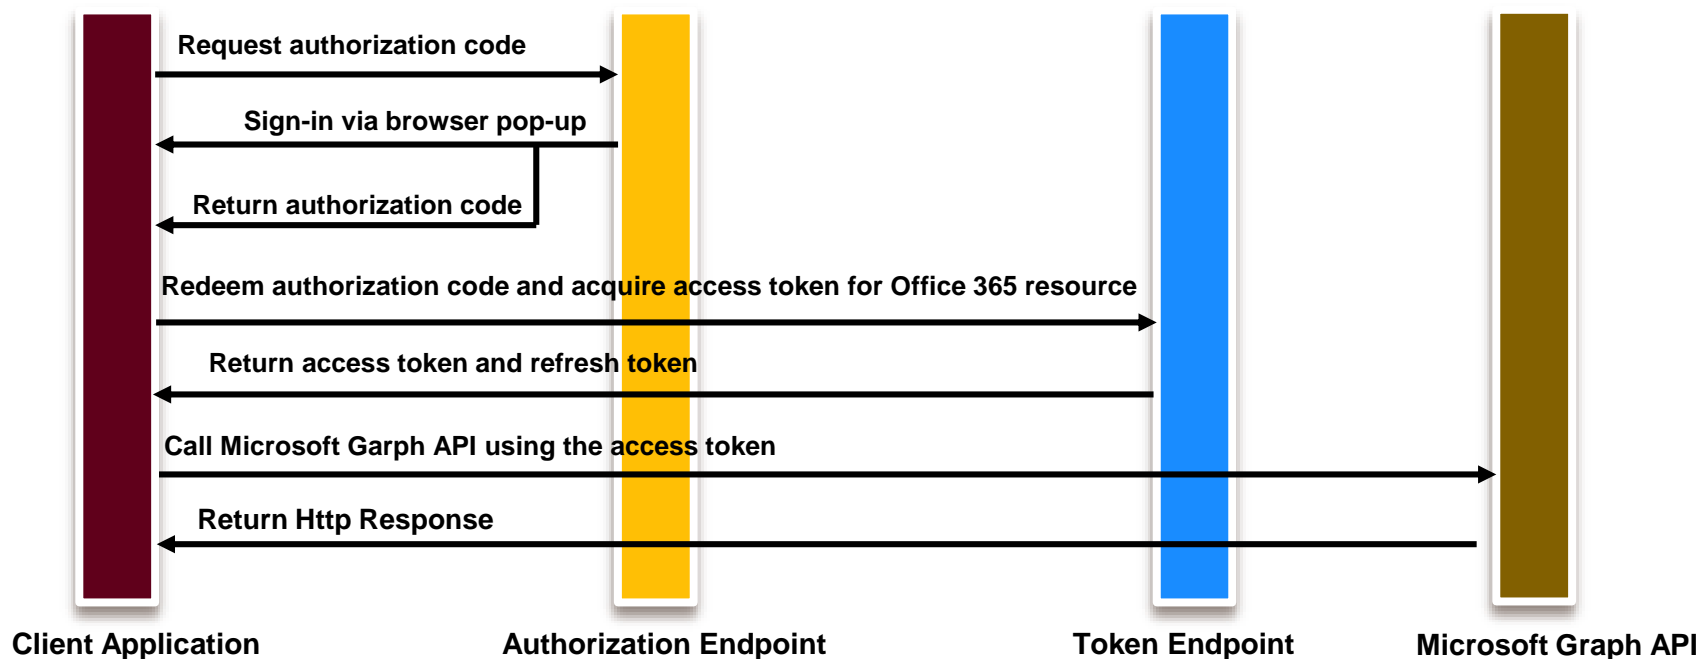 Request authorization code
Sign-in via browser pop-up
Return authorization code
Redeem authorization code and acquire access token for Office 365 resource
Return access token and refresh token
Call Microsoft Garph API using the access token
Return Http Response
Client Application
Authorization Endpoint
Token Endpoint
Microsoft Graph API